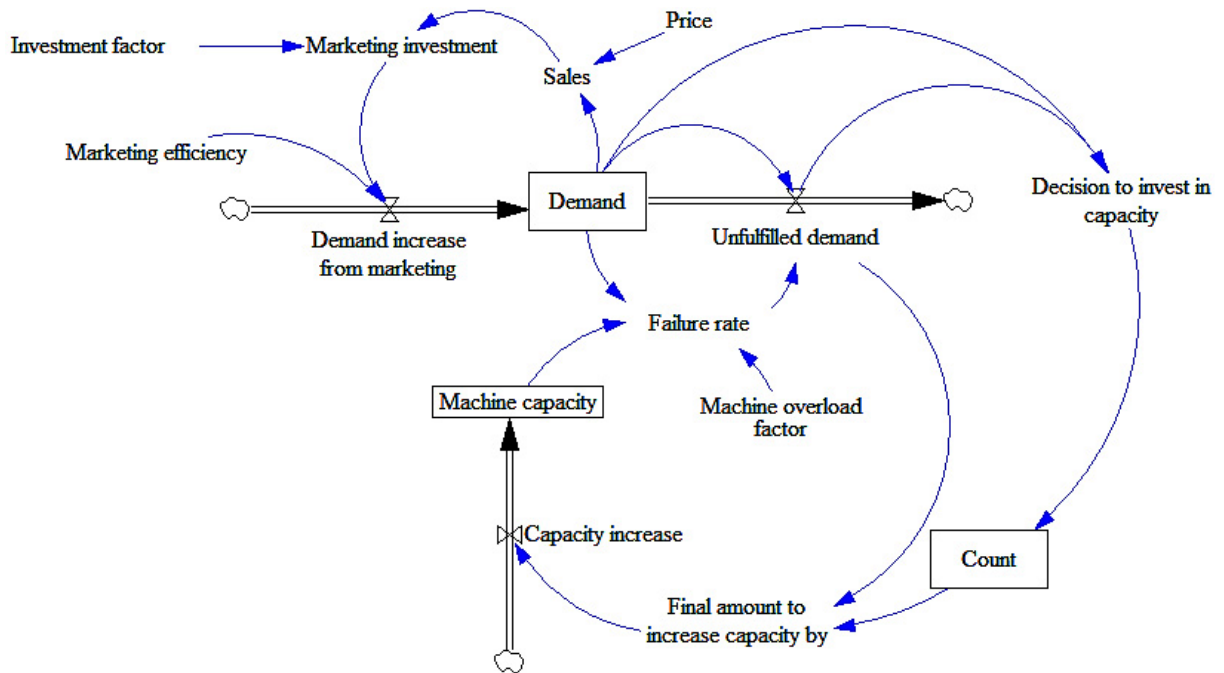 Price
Investment factor
Marketing investment
Sales
Marketing efficiency
Demand
Decision to invest in
capacity
Demand increase
from marketing
Unfulfilled demand
Failure rate
Machine capacity
Machine overload
factor
Capacity increase
Count
Final amount to
increase capacity by